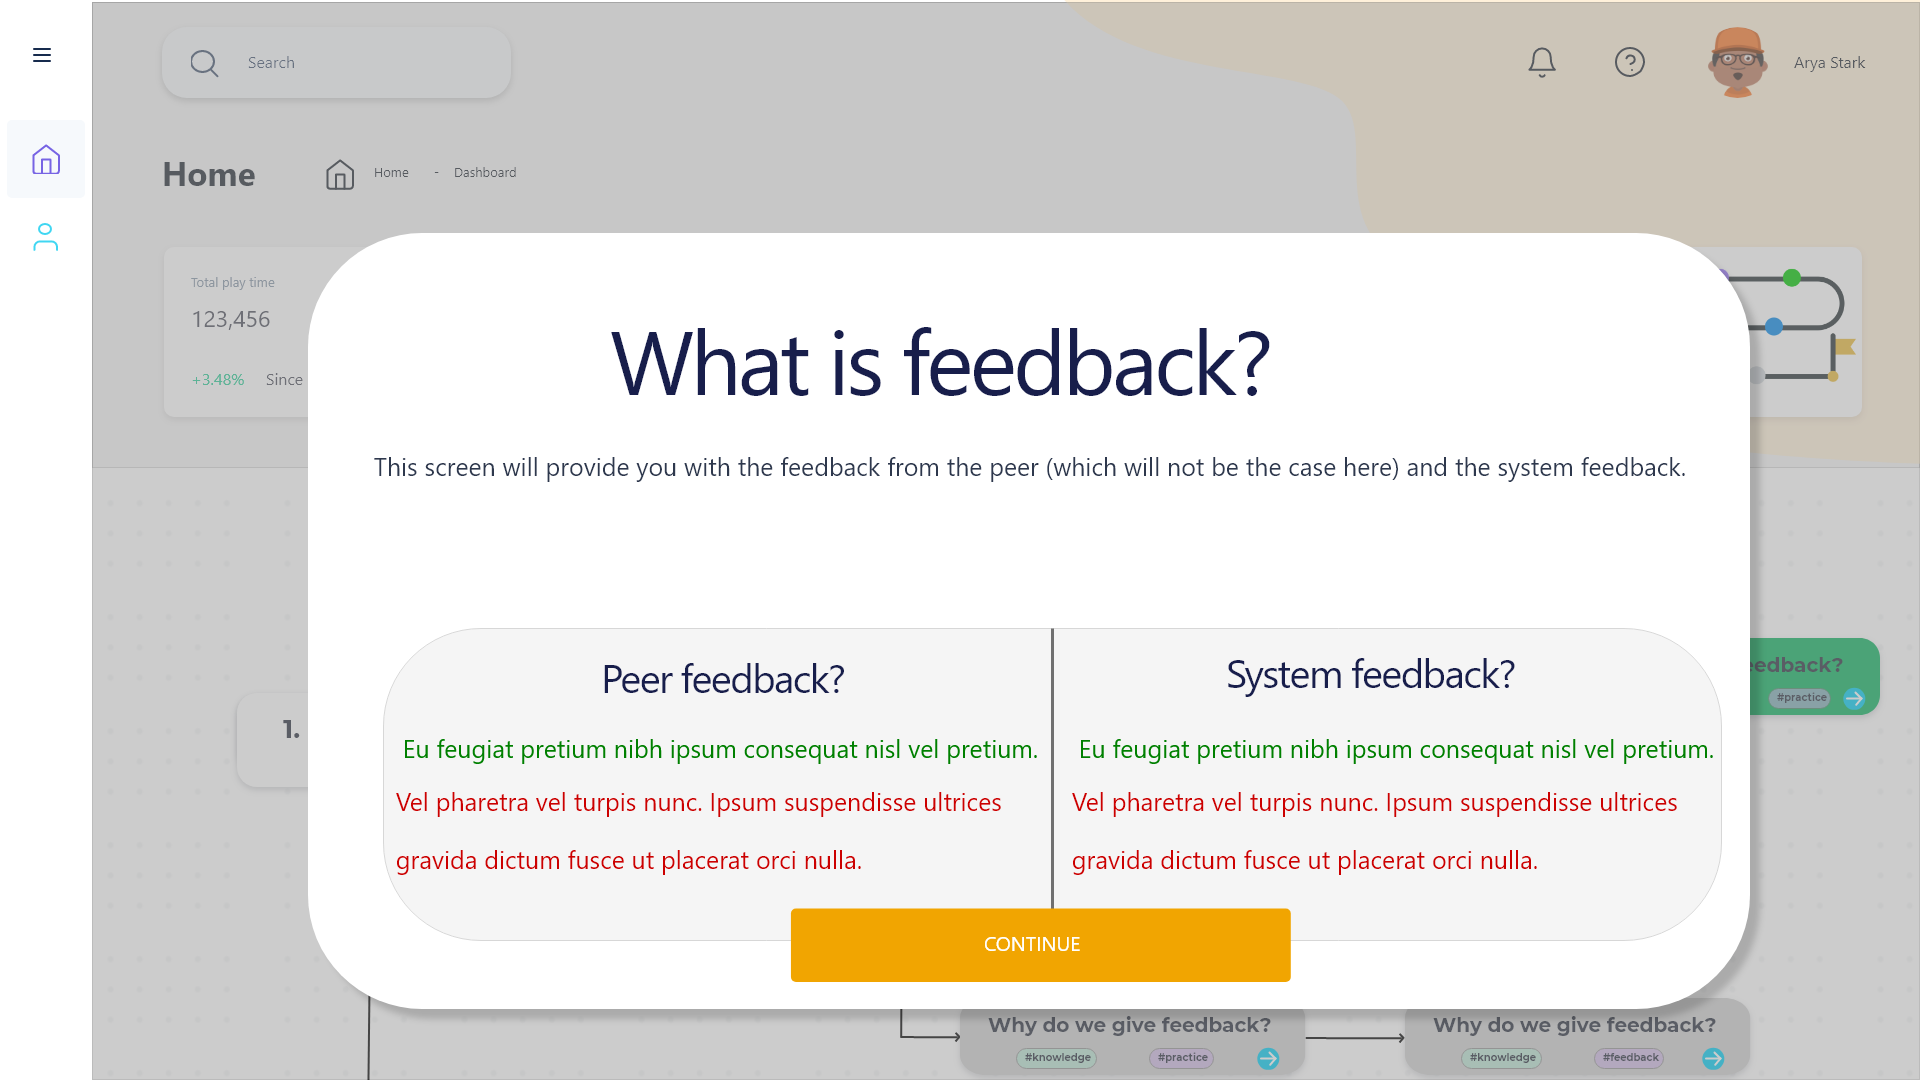 Search
Arya Stark
Home
Home - Dashboard
Total play time
123,456
+3.48% Since
What is feedback?
This screen will provide you with the feedback from the peer (which will not be the case here) and the system feedback.
Peer feedback?
Eu feugiat pretium nibh ipsum consequat nisl vel pretium.
Vel pharetra vel turpis nunc. Ipsum suspendisse ultrices
gravida dictum fusce ut placerat orci nulla.
System feedback?
Eu feugiat pretium nibh ipsum consequat nisl vel pretium.
Vel pharetra vel turpis nunc. Ipsum suspendisse ultrices
gravida dictum fusce ut placerat orci nulla.
CONTINUE
1.
eedback?
#practice
Why do we give feedback?
#knowledge #practice
Why do we give feedback?
#knowledge #feedback